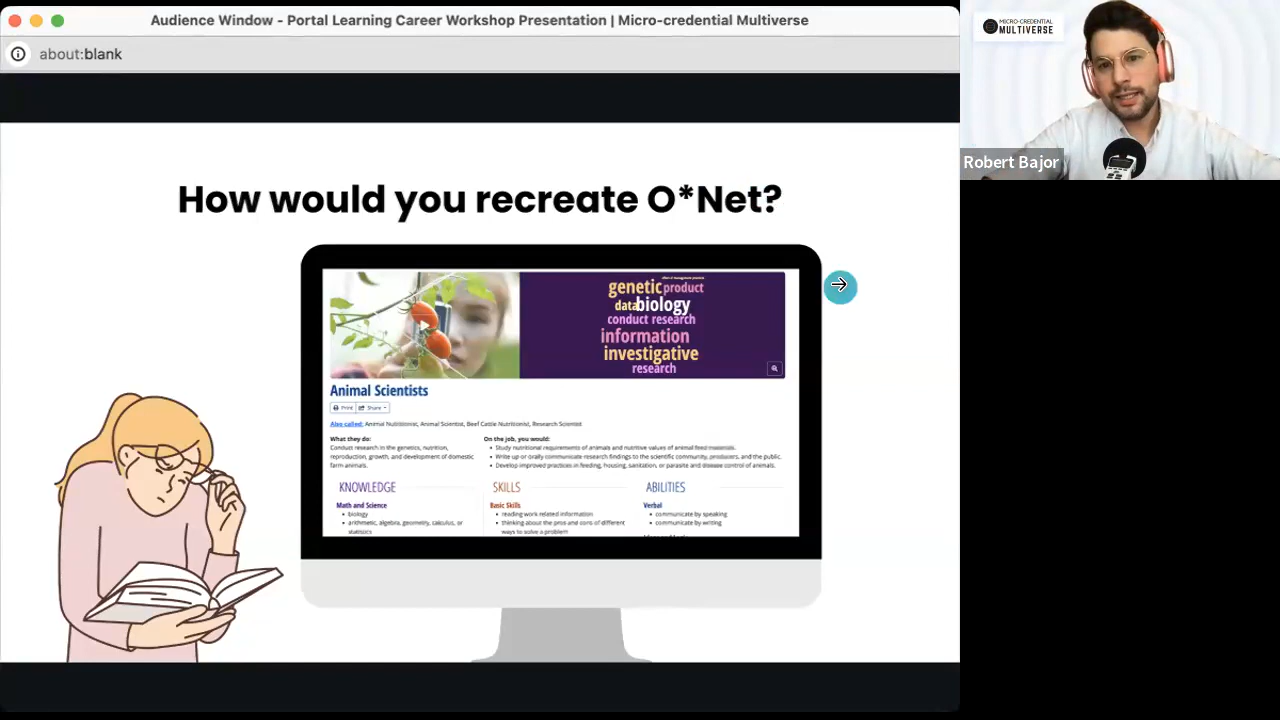 Audience Window - Portal Learning Career Workshop Presentation | Micro-credential Multiverse
about:blank
MICRO-CREDENTIAL
MULTIVERSE
Robert Bajor
How would you recreate O*Net?
genetic product
data biology
conduct research
information
investigative
research
Animal Scientists
Print Share
Also called: Animal Nutritionist, Animal Scientist, Beef Cattle Nutritionist, Research Scientist
What they do:
Conduct research in the genetics, nutrition,
reproduction, growth, and development of domestic
farm animals.
On the job, you would:
• Study nutritional requirements of animals and nutritive values of animal feed materials.
• Write up or orally communicate research findings to the scientific community, producers, and the public.
• Develop improved practices in feeding, housing, sanitation, or parasite and disease control of animals.
KNOWLEDGE
Math and Science
• biology
• arithmetic, algebra, geometry, calculus, or
statistics
SKILLS
Basic Skills
• reading work related information
• thinking about the pros and cons of different
ways to solve a problem
ABILITIES
Verbal
• communicate by speaking
• communicate by writing